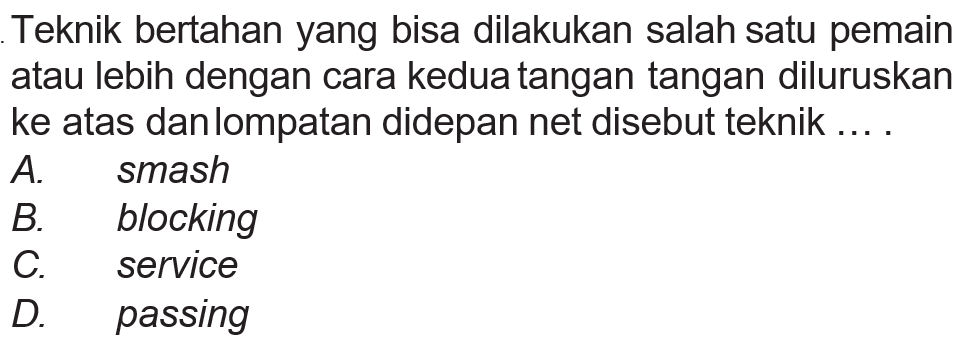 . Teknik bertahan yang bisa dilakukan salah satu pemain
atau lebih dengan cara kedua tangan tangan diluruskan
ke atas dan lompatan didepan net disebut teknik ... .
A. smash
B. blocking
C. service
D. passing